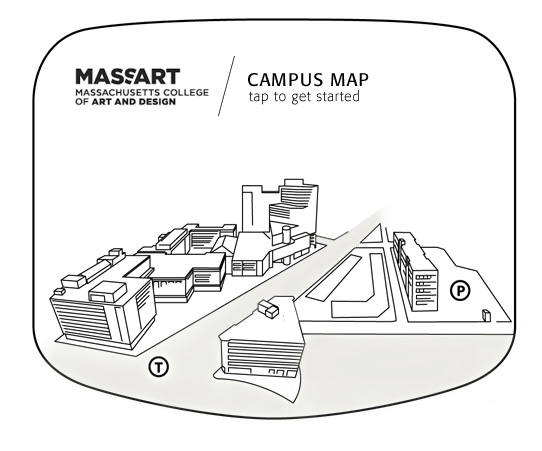 MASSART
MASSACHUSETTS COLLEGE
OF ART AND DESIGN
CAMPUS MAP
tap to get started
P
T